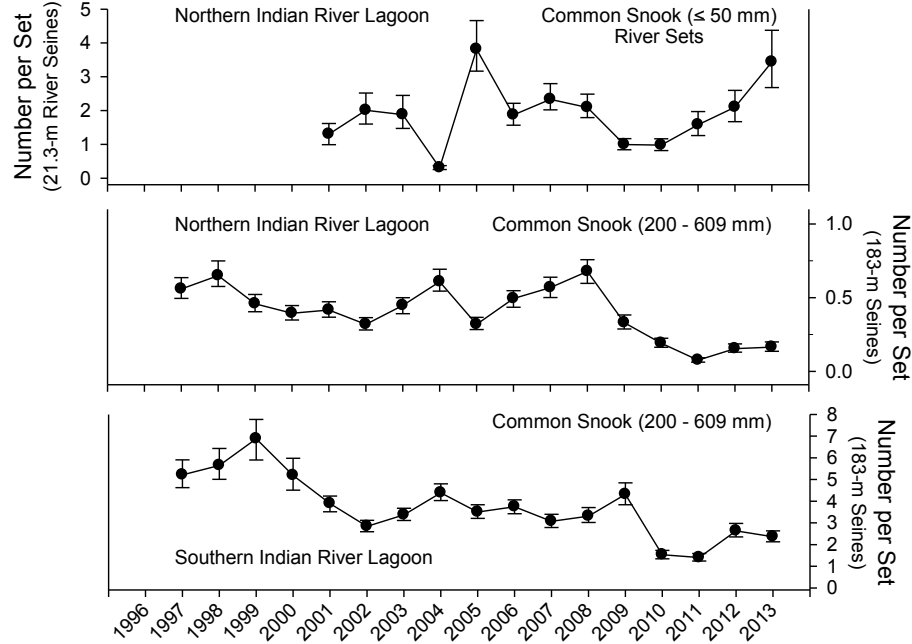 Northern Indian River Lagoon
Common Snook (≤ 50 mm)
River Sets
Number per Set
(21.3-m River Seines)
5
4
3
2
1
0
Northern Indian River Lagoon
Common Snook (200 - 609 mm)
1.0
0.5
0.0
Number per Set
(183-m Seines)
Common Snook (200 - 609 mm)
Southern Indian River Lagoon
8
7
6
5
4
3
2
1
0
Number per Set
(183-m Seines)
1996 1997 1998 1999 2000 2001 2002 2003 2004 2005 2006 2007 2008 2009 2010 2011 2012 2013